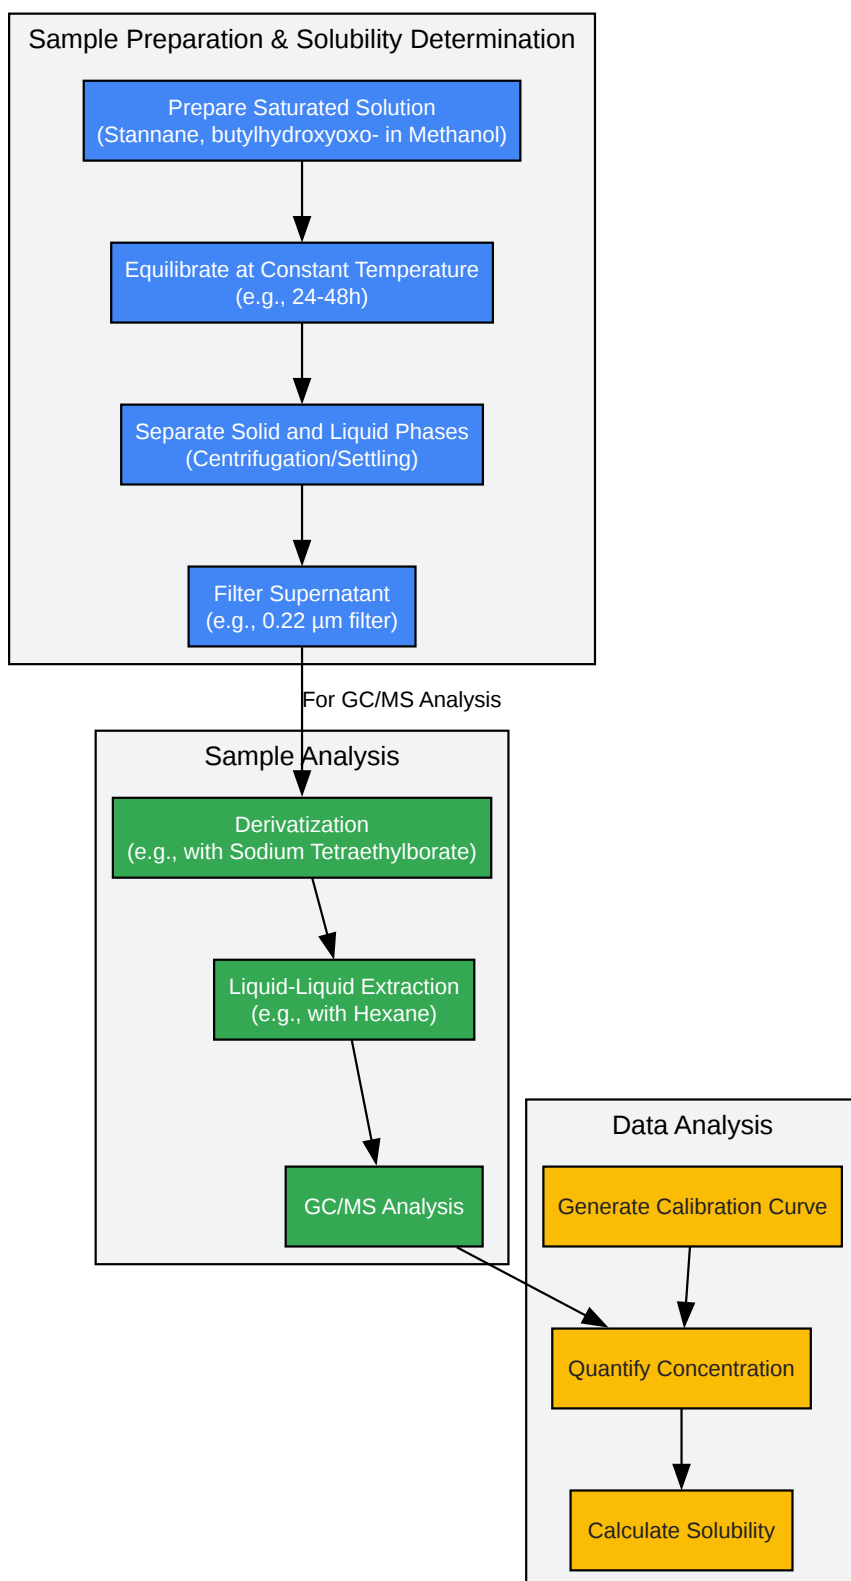 Sample Preparation & Solubility Determination
Prepare Saturated Solution
(Stannane, butylhydroxyoxo- in Methanol)
Equilibrate at Constant Temperature
(e.g., 24-48h)
Separate Solid and Liquid Phases
(Centrifugation/Settling)
Filter Supernatant
(e.g., 0.22 µm filter)
For GC/MS Analysis
Sample Analysis
Derivatization
(e.g., with Sodium Tetraethylborate)
Liquid-Liquid Extraction
(e.g., with Hexane)
GC/MS Analysis
Data Analysis
Generate Calibration Curve
Quantify Concentration
Calculate Solubility